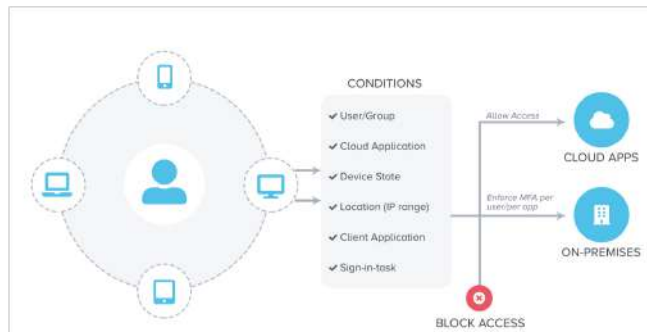 CONDITIONS
✔ User/Group
✔ Cloud Application
✔ Device State
✔ Location (IP range)
✔ Client Application
✔ Sign-in-task
Allow Access
CLOUD APPS
Enforce MFA per
user/per app
ON-PREMISES
BLOCK ACCESS